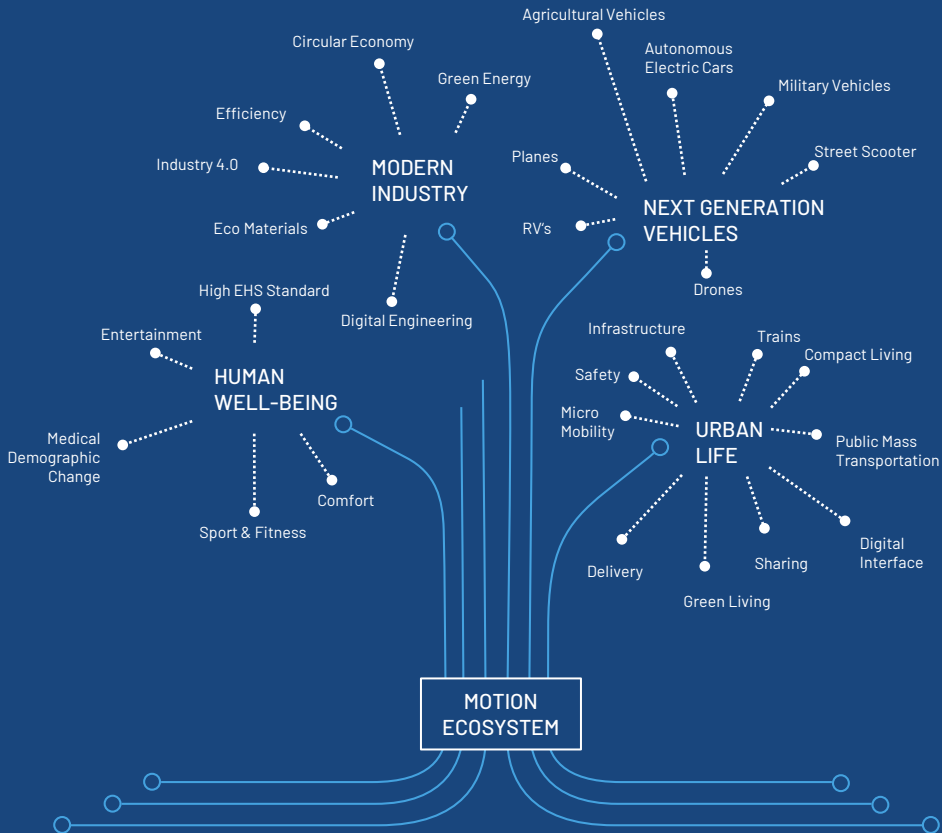 Circular Economy
Green Energy
Efficiency
Industry 4.0
MODERN
INDUSTRY
Eco Materials
Digital Engineering
Agricultural Vehicles
Autonomous
Electric Cars
Military Vehicles
Planes
Street Scooter
RV's
NEXT GENERATION
VEHICLES
Drones
High EHS Standard
Entertainment
HUMAN
WELL-BEING
Medical
Demographic
Change
Comfort
Sport & Fitness
Infrastructure
Trains
Compact Living
Safety
Micro
Mobility
URBAN
LIFE
Public Mass
Transportation
Delivery
Green Living
Sharing
Digital
Interface
MOTION
ECOSYSTEM